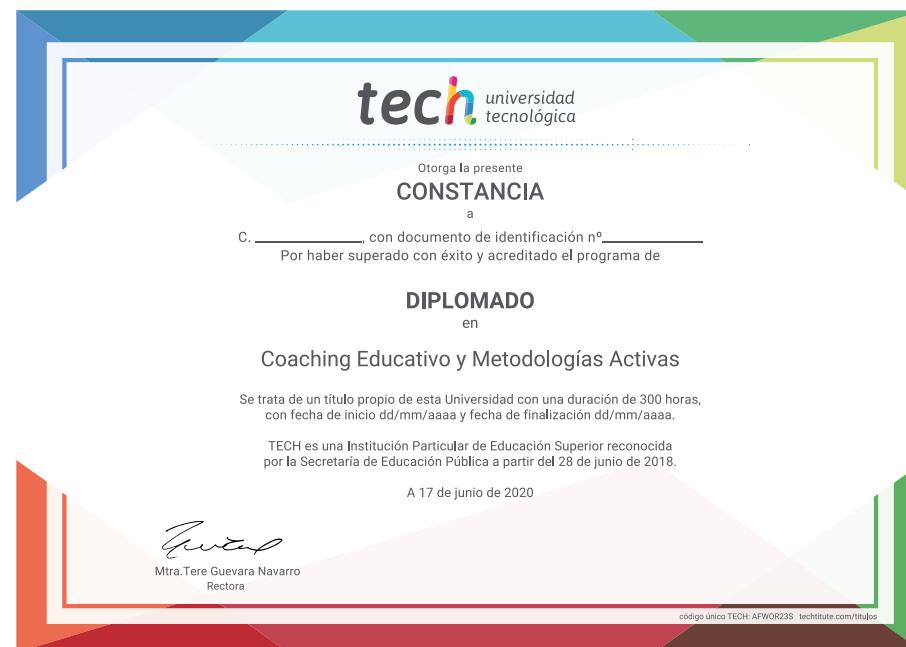 tech universidad
tecnológica
Otorga la presente
CONSTANCIA
a
C. ____________, con documento de identificación nº____________
Por haber superado con éxito y acreditado el programa de
DIPLOMADO
en
Coaching Educativo y Metodologías Activas
Se trata de un título propio de esta Universidad con una duración de 300 horas,
con fecha de inicio dd/mm/aaaa y fecha de finalización dd/mm/aaaa.
TECH es una Institución Particular de Educación Superior reconocida
por la Secretaría de Educación Pública a partir del 28 de junio de 2018.
A 17 de junio de 2020
Mtra.Tere Guevara Navarro
Rectora
código único TECH: AFWOR23S techtitute.com/titulos